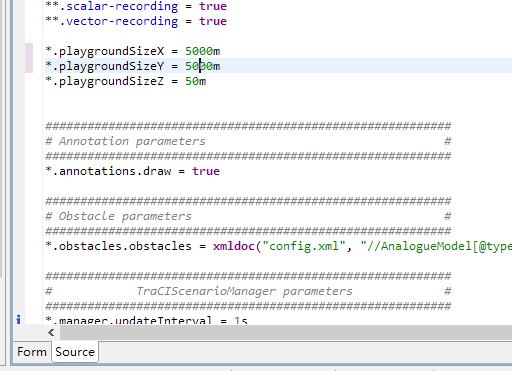 **.scalar-recording = true
**.vector-recording = true
*.playgroundSizeX = 5000m
*.playgroundSizeY = 5000m
*.playgroundSizeZ = 50m
##########################################################
# Annotation parameters #
##########################################################
*.annotations.draw = true
##########################################################
# Obstacle parameters #
##########################################################
*.obstacles.obstacles = xmldoc("config.xml", "//AnalogueModel[@type
##########################################################
# TraCIScenarioManager parameters #
##########################################################
*.manager.updateInterval = 1s
Form Source